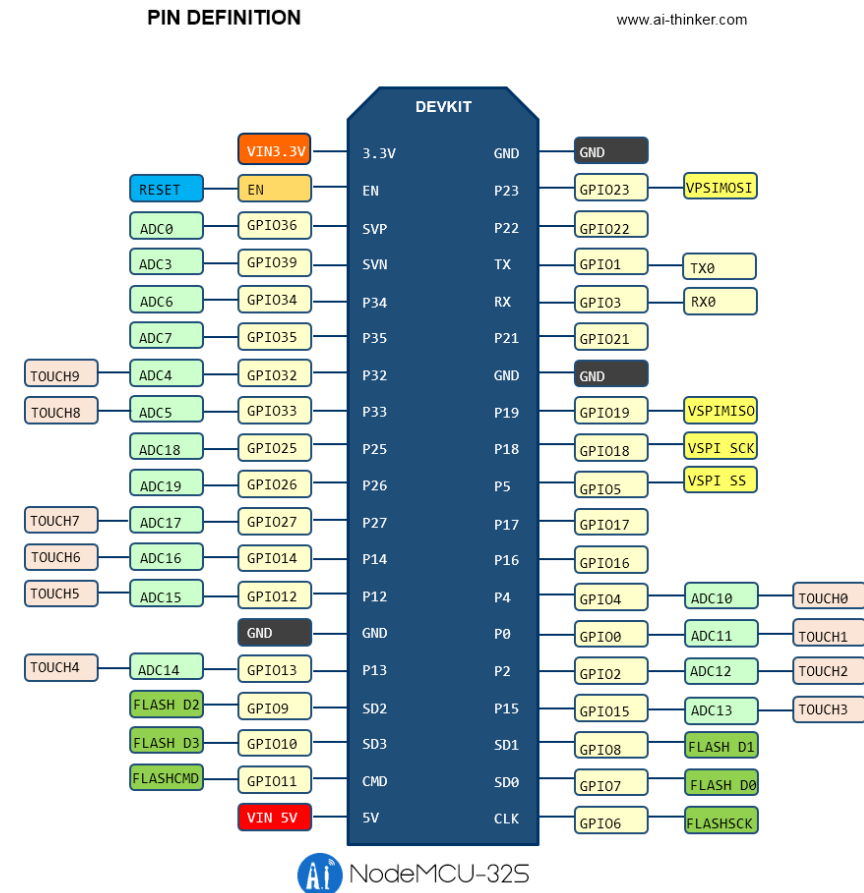 PIN DEFINITION www.ai-thinker.com
DEVKIT
VIN3.3V 3.3V GND GND
RESET EN EN P23 GPIO23 VPSIMOSI
ADC0 GPIO36 SVP P22 GPIO22
ADC3 GPIO39 SVN TX GPIO1 TX0
ADC6 GPIO34 P34 RX GPIO3 RX0
ADC7 GPIO35 P35 P21 GPIO21
TOUCH9 ADC4 GPIO32 P32 GND GND
TOUCH8 ADC5 GPIO33 P33 P19 GPIO19 VSPIMISO
ADC18 GPIO25 P25 P18 GPIO18 VSPI SCK
ADC19 GPIO26 P26 P5 GPIO5 VSPI SS
TOUCH7 ADC17 GPIO27 P27 P17 GPIO17
TOUCH6 ADC16 GPIO14 P14 P16 GPIO16
TOUCH5 ADC15 GPIO12 P12 P4 GPIO4 ADC10 TOUCH0
GND GND P0 GPIO0 ADC11 TOUCH1
TOUCH4 ADC14 GPIO13 P13 P2 GPIO2 ADC12 TOUCH2
FLASH D2 GPIO9 SD2 P15 GPIO15 ADC13 TOUCH3
FLASH D3 GPIO10 SD3 SD1 GPIO8 FLASH D1
FLASHCMD GPIO11 CMD SD0 GPIO7 FLASH D0
VIN 5V 5V CLK GPIO6 FLASHSCK
Ai NodeMCU-32S